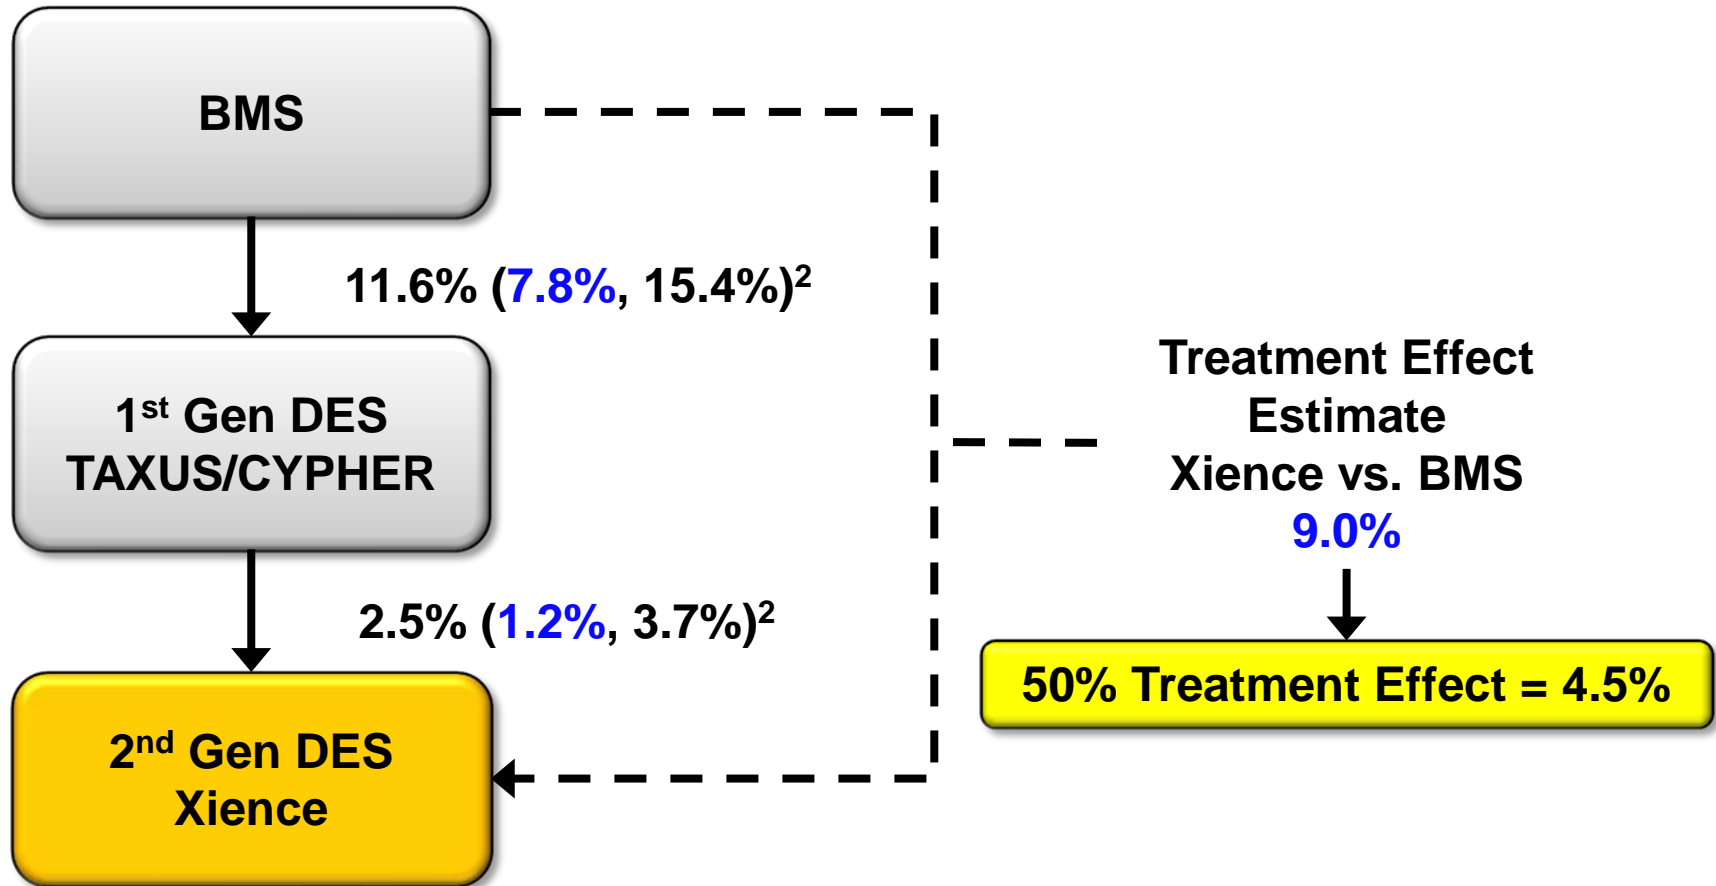 BMS
11.6% (7.8%, 15.4%)²
1st Gen DES
TAXUS/CYPHER
2.5% (1.2%, 3.7%)²
2nd Gen DES
Xience
Treatment Effect
Estimate
Xience vs. BMS
9.0%
50% Treatment Effect = 4.5%